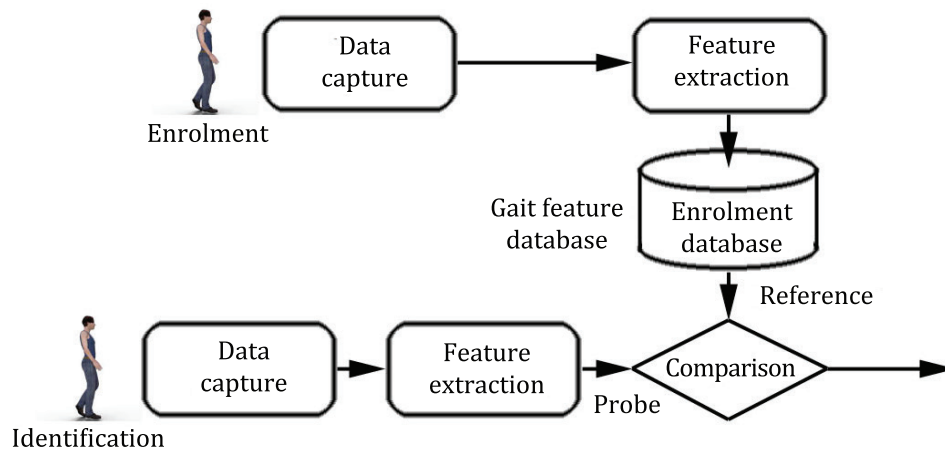 Data
capture
Feature
extraction
Enrolment
Gait feature
database
Enrolment
database
Reference
Data
capture
Feature
extraction
Comparison
Probe
Identification